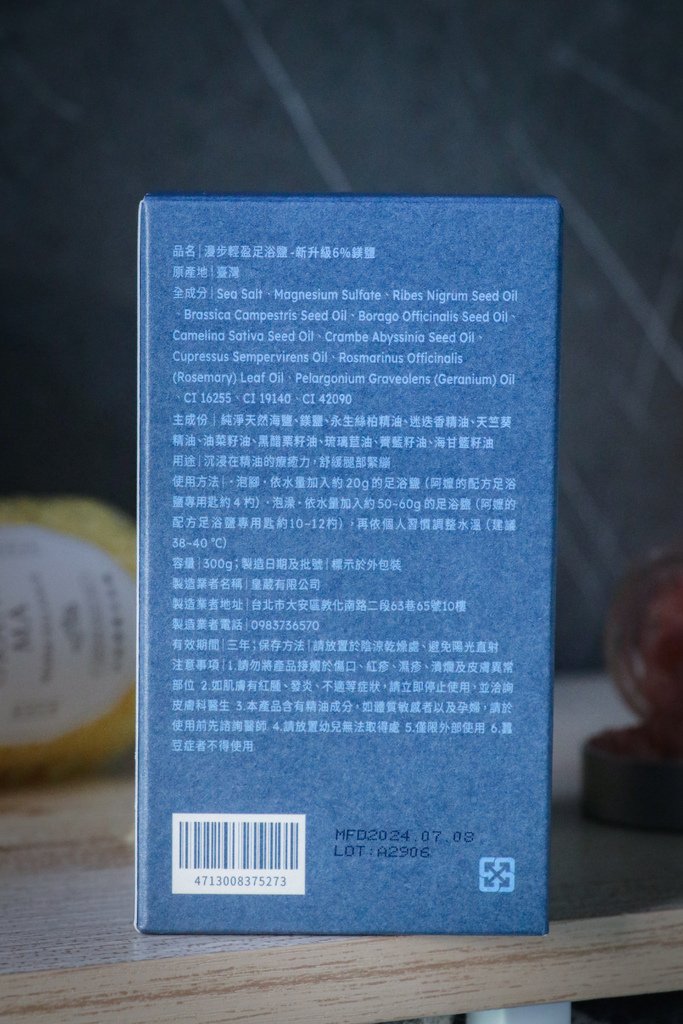 品名|漫步輕盈足浴鹽-新升級6%鎂鹽
原產地|臺灣
全成分|Sea Salt、Magnesium Sulfate、Ribes Nigrum Seed Oil
、Brassica Campestris Seed Oil、Borago Officinalis Seed Oil、
Camelina Sativa Seed Oil、Crambe Abyssinia Seed Oil、
Cupressus Sempervirens Oil、Rosmarinus Officinalis
(Rosemary) Leaf Oil、Pelargonium Graveolens (Geranium) Oil
、CI 16255、CI 19140、CI 42090
主成份|純淨天然海鹽、鎂鹽、永生絲柏精油、迷迭香精油、天竺葵
精油、油菜籽油、黑醋栗籽油、琉璃苣油、薺藍籽油、海甘藍籽油
用途|沉浸在精油的療癒力，舒緩腿部緊繃
使用方法|·泡腳·依水量加入約20g的足浴鹽（阿嬤的配方足浴
鹽專用匙約4杓）·泡澡·依水量加入約50~60g的足浴鹽（阿嬤的
配方足浴鹽專用匙約10~12杓），再依個人習慣調整水溫（建議
38~40℃）
容量|300g；製造日期及批號|標示於外包裝
製造業者名稱|皇葳有限公司
製造業者地址|台北市大安區敦化南路二段63巷65號10樓
製造業者電話|0983736570
有效期間|三年；保存方法|請放置於陰涼乾燥處、避免陽光直射
注意事項|1.請勿將產品接觸於傷口、紅疹、濕疹、潰爛及皮膚異常
部位 2.如肌膚有紅腫、發炎、不適等症狀，請立即停止使用，並洽詢
皮膚科醫生 3.本產品含有精油成分，如體質敏感者以及孕婦，請於
使用前先諮詢醫師 4.請放置幼兒無法取得處 5.僅限外部使用 6.蠶
豆症者不得使用
MFD2024.07.08
LOT:A2906
4713008375273